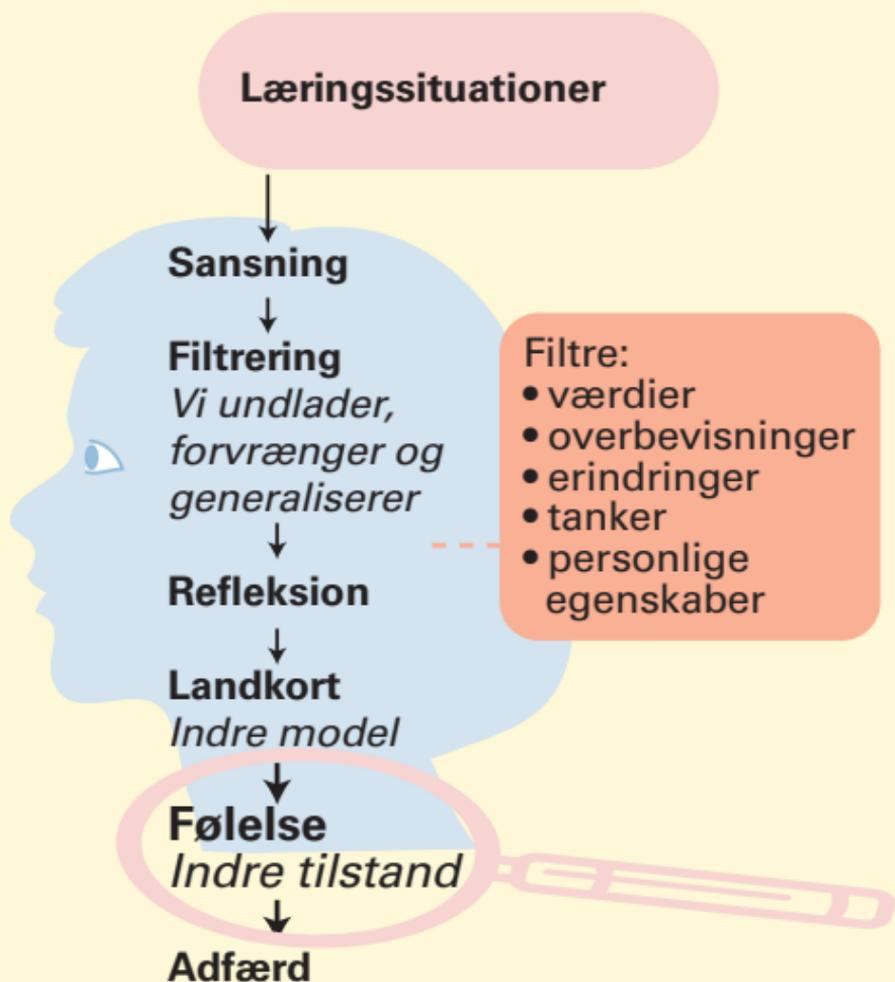 Læringssituationer
Sansning
Filtrering
Vi undlader,
forvrænger og
generaliserer
Refleksion
Landkort
Indre model
Følelse
Indre tilstand
Adfærd
Filtre:
• værdier
• overbevisninger
• erindringer
• tanker
• personlige
egenskaber